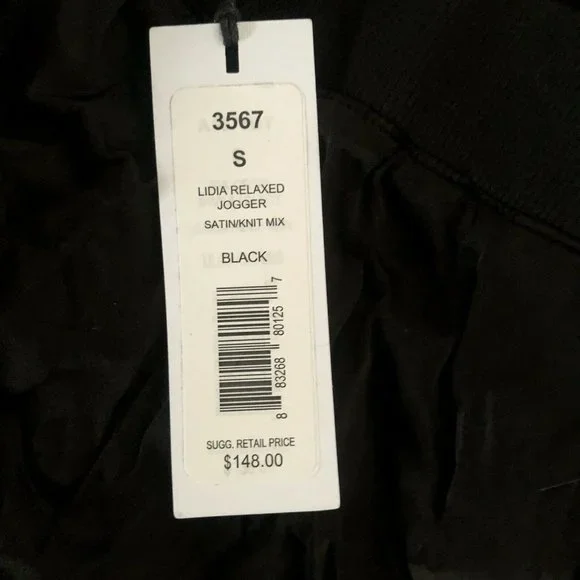 3567
S
LIDIA RELAXED
JOGGER
SATIN/KNIT MIX
BLACK
8 83268 80125 7
SUGG. RETAIL PRICE
$148.00